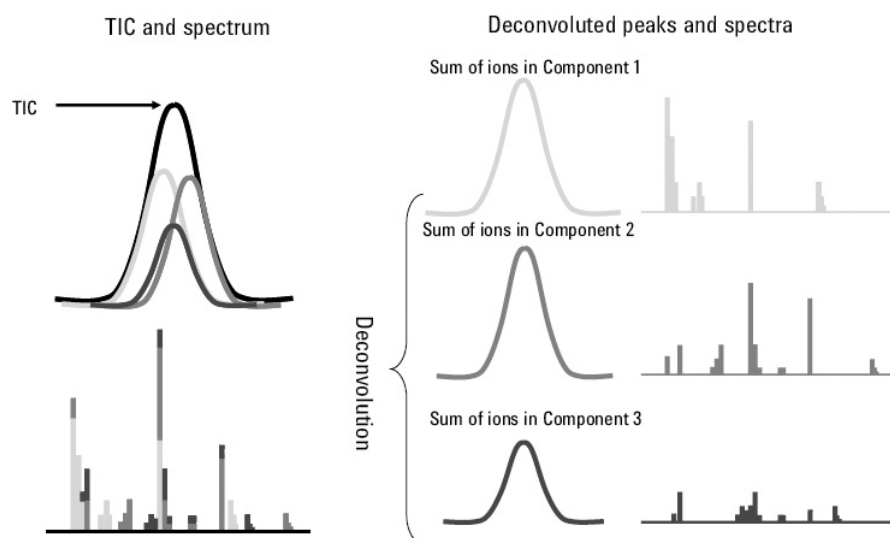 TIC and spectrum
Deconvoluted peaks and spectra
TIC
Sum of ions in Component 1
Sum of ions in Component 2
Deconvolution
Sum of ions in Component 3